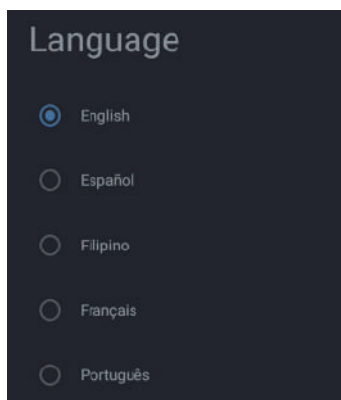 Language
English
Español
Filipino
Français
Português